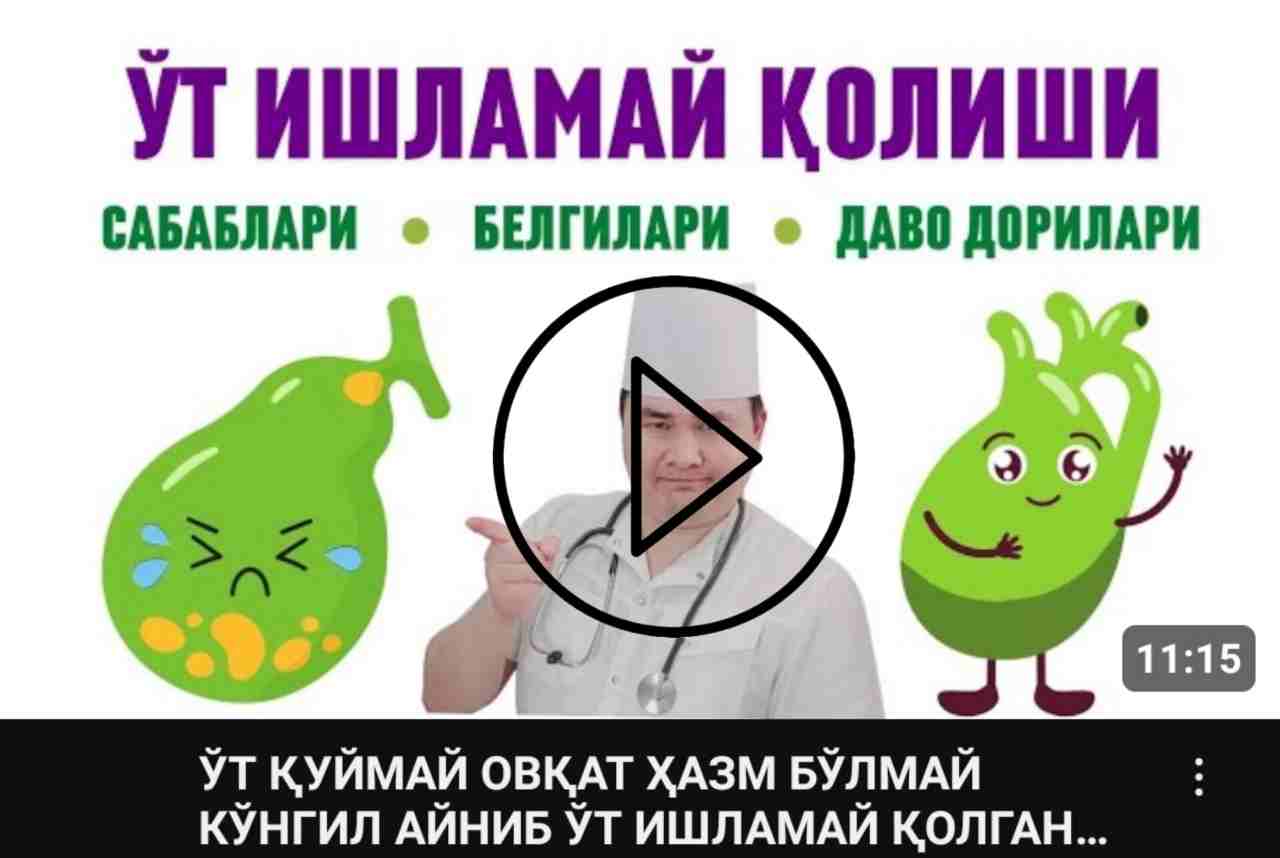 ЎТ ИШЛАМАЙ ҚОЛИШИ
САБАБЛАРИ • БЕЛГИЛАРИ • ДАВО ДОРИЛАРИ
11:15
ЎТ ҚУЙМАЙ ОВҚАТ ҲАЗМ БЎЛМАЙ
КЎНГИЛ АЙНИБ ЎТ ИШЛАМАЙ ҚОЛГАН...